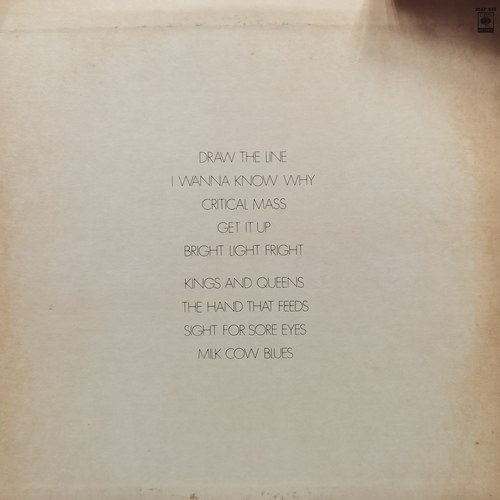 DRAW THE LINE
I WANNA KNOW WHY
CRITICAL MASS
GET IT UP
BRIGHT LIGHT FRIGHT
KINGS AND QUEENS
THE HAND THAT FEEDS
SIGHT FOR SORE EYES
MILK COW BLUES